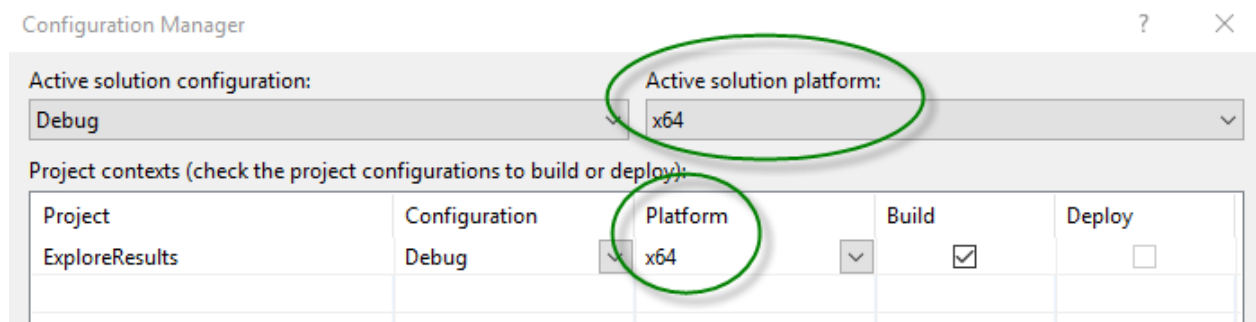 Configuration Manager ?
Active solution configuration: Active solution platform:
Debug x64
Project contexts (check the project configurations to build or deploy):
Project Configuration Platform Build Deploy
ExploreResults Debug x64